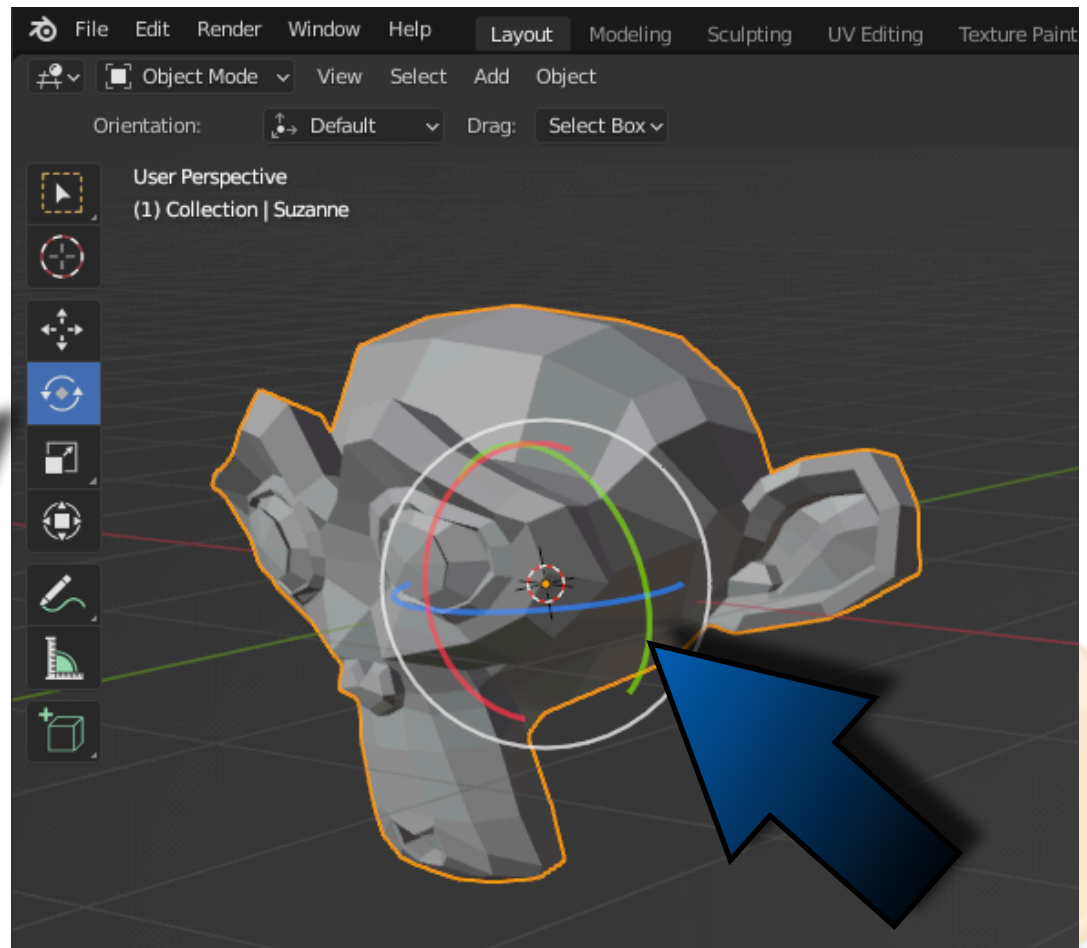 File Edit Render Window Help Layout Modeling Sculpting UV Editing Texture Paint
Object Mode View Select Add Object
Orientation: Default Drag: Select Box
User Perspective
(1) Collection | Suzanne